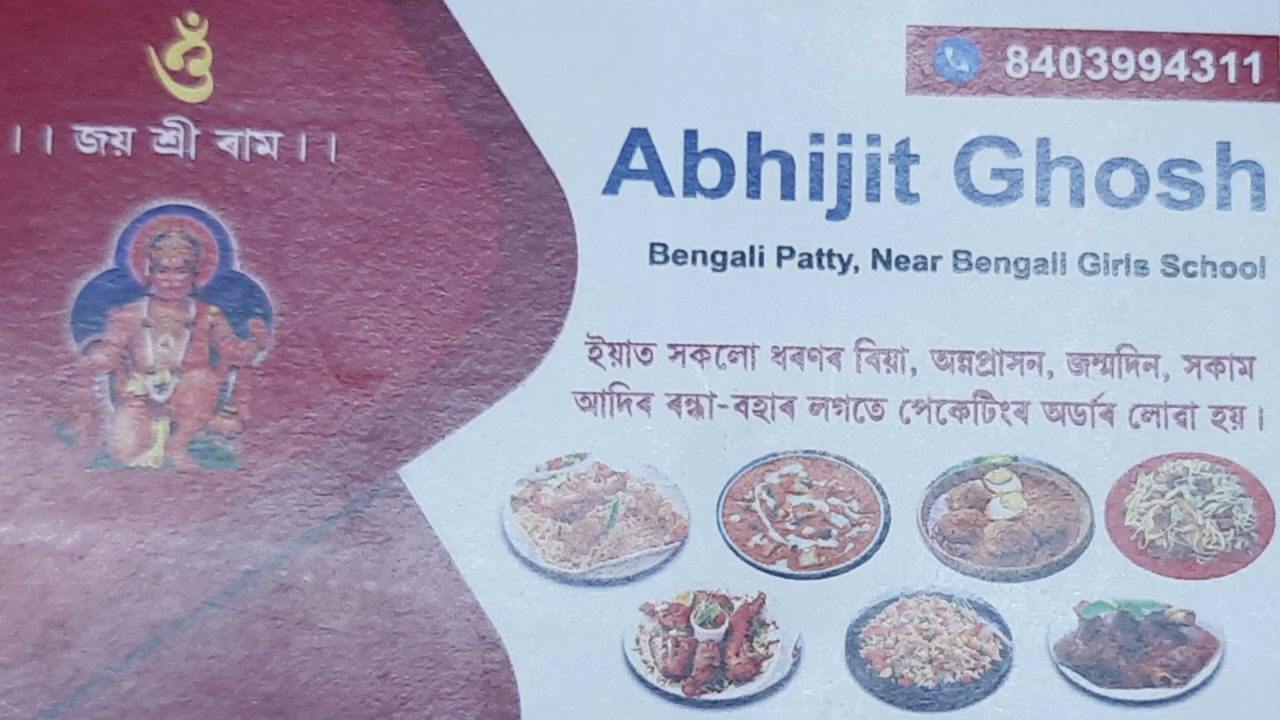 ওঁ
।। জয় শ্ৰী ৰাম ।।
8403994311
Abhijit Ghosh
Bengali Patty, Near Bengali Girls School
ইয়াত সকলো ধৰণৰ বিয়া, অন্নপ্ৰাসন, জন্মদিন, সকাম
আদিৰ ৰন্ধা-বঢ়াৰ লগতে পেকেটিংৰ অৰ্ডাৰ লোৱা হয়।